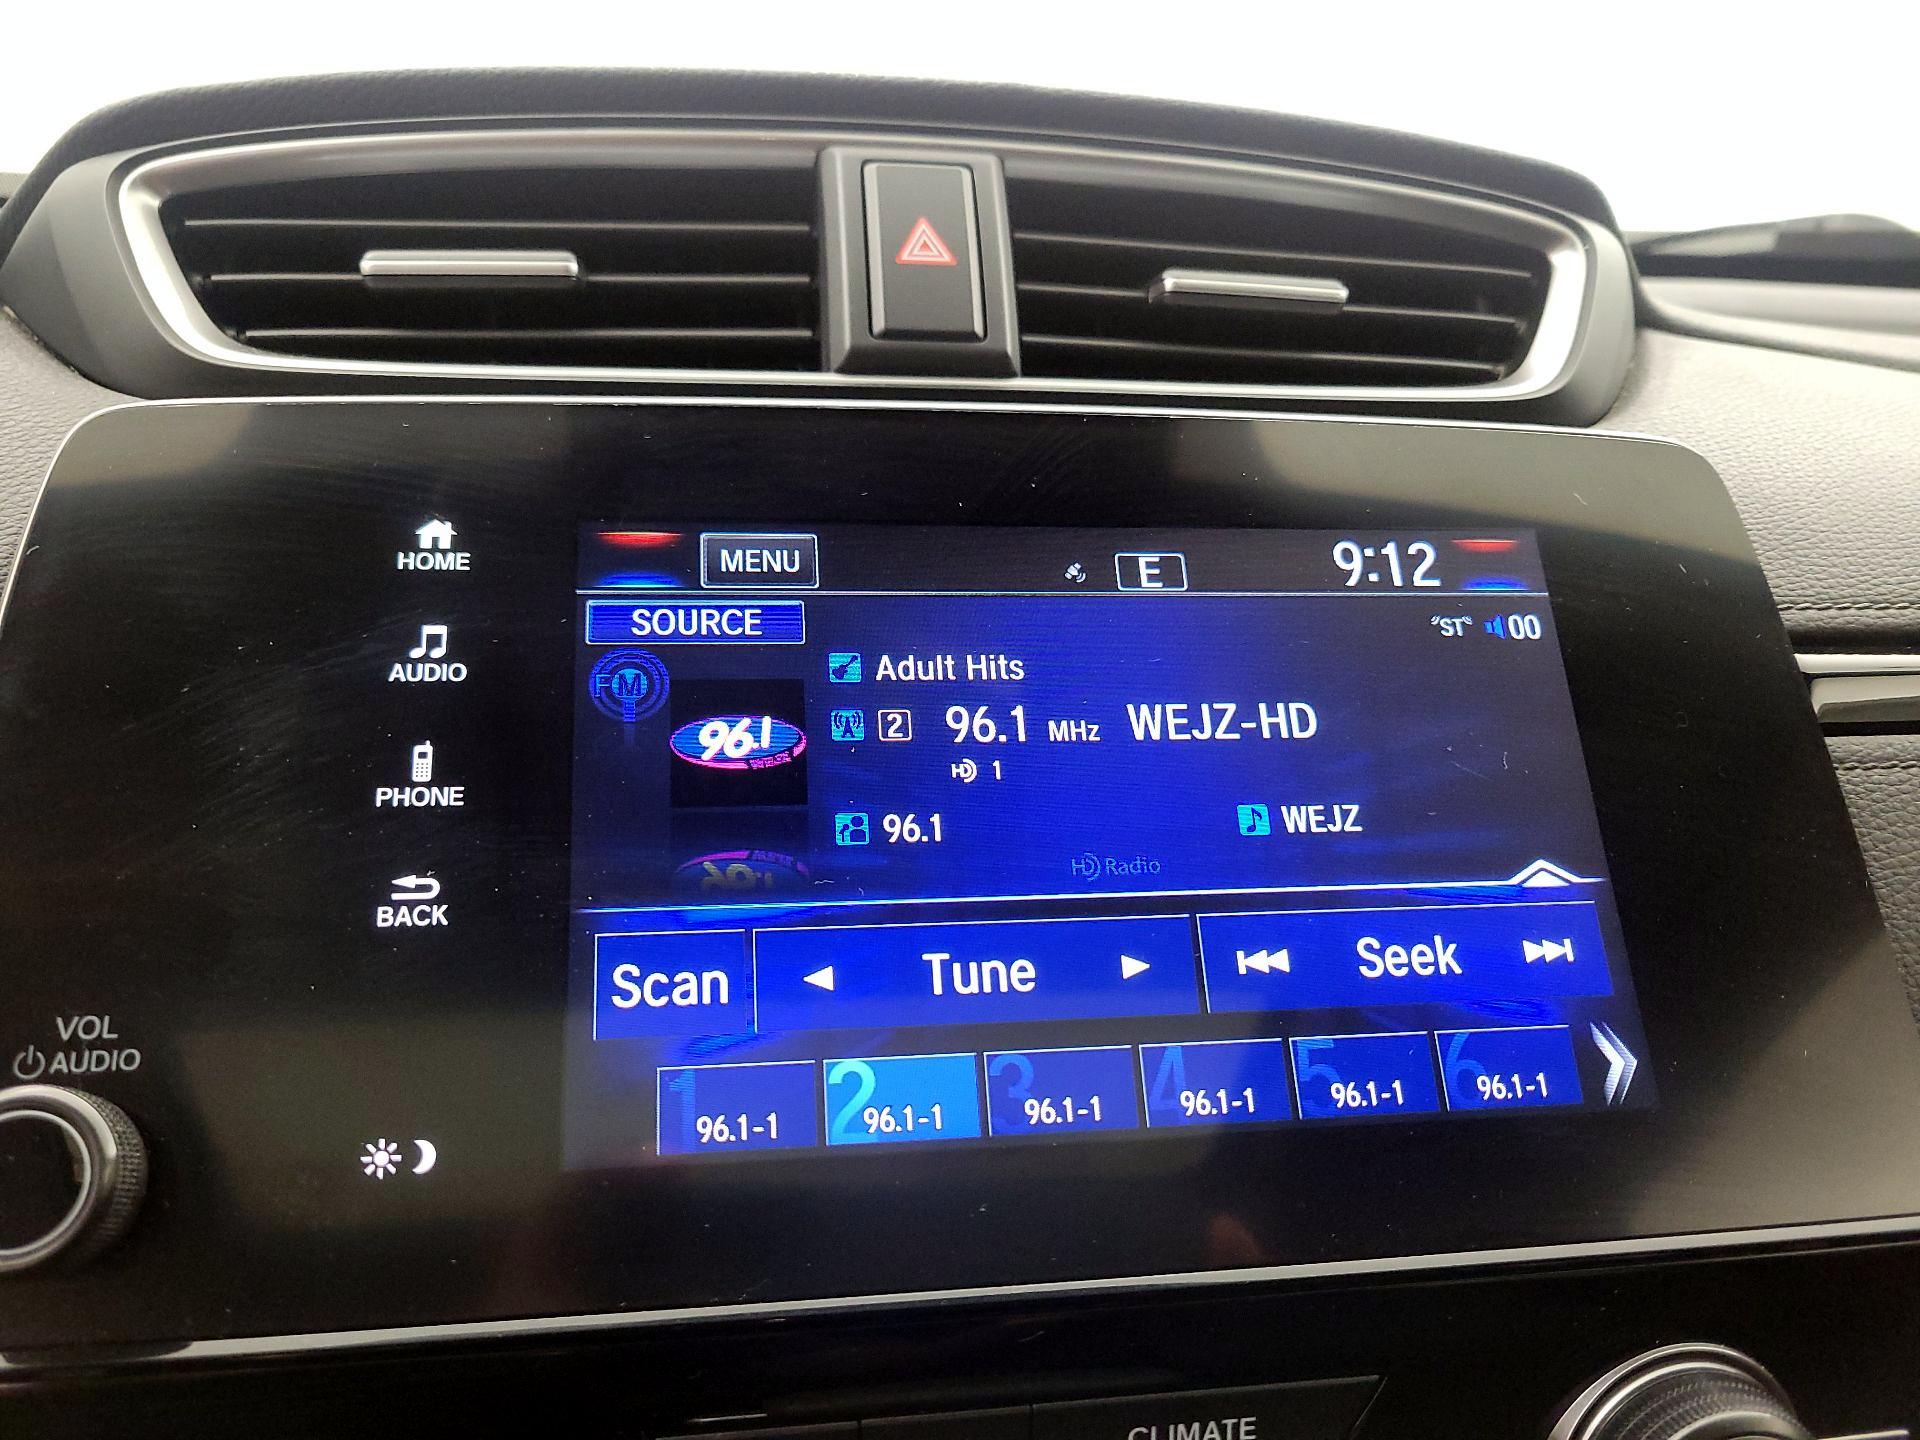 HOME
AUDIO
PHONE
BACK
VOL
AUDIO
MENU
E
9:12
SOURCE
"ST" 00
FM
96.1
Adult Hits
2 96.1 MHz WEJZ-HD
HD 1
96.1
WEJZ
HD Radio
Scan
Tune
Seek
1 96.1-1
2 96.1-1
3 96.1-1
4 96.1-1
5 96.1-1
6 96.1-1
CLIMATE